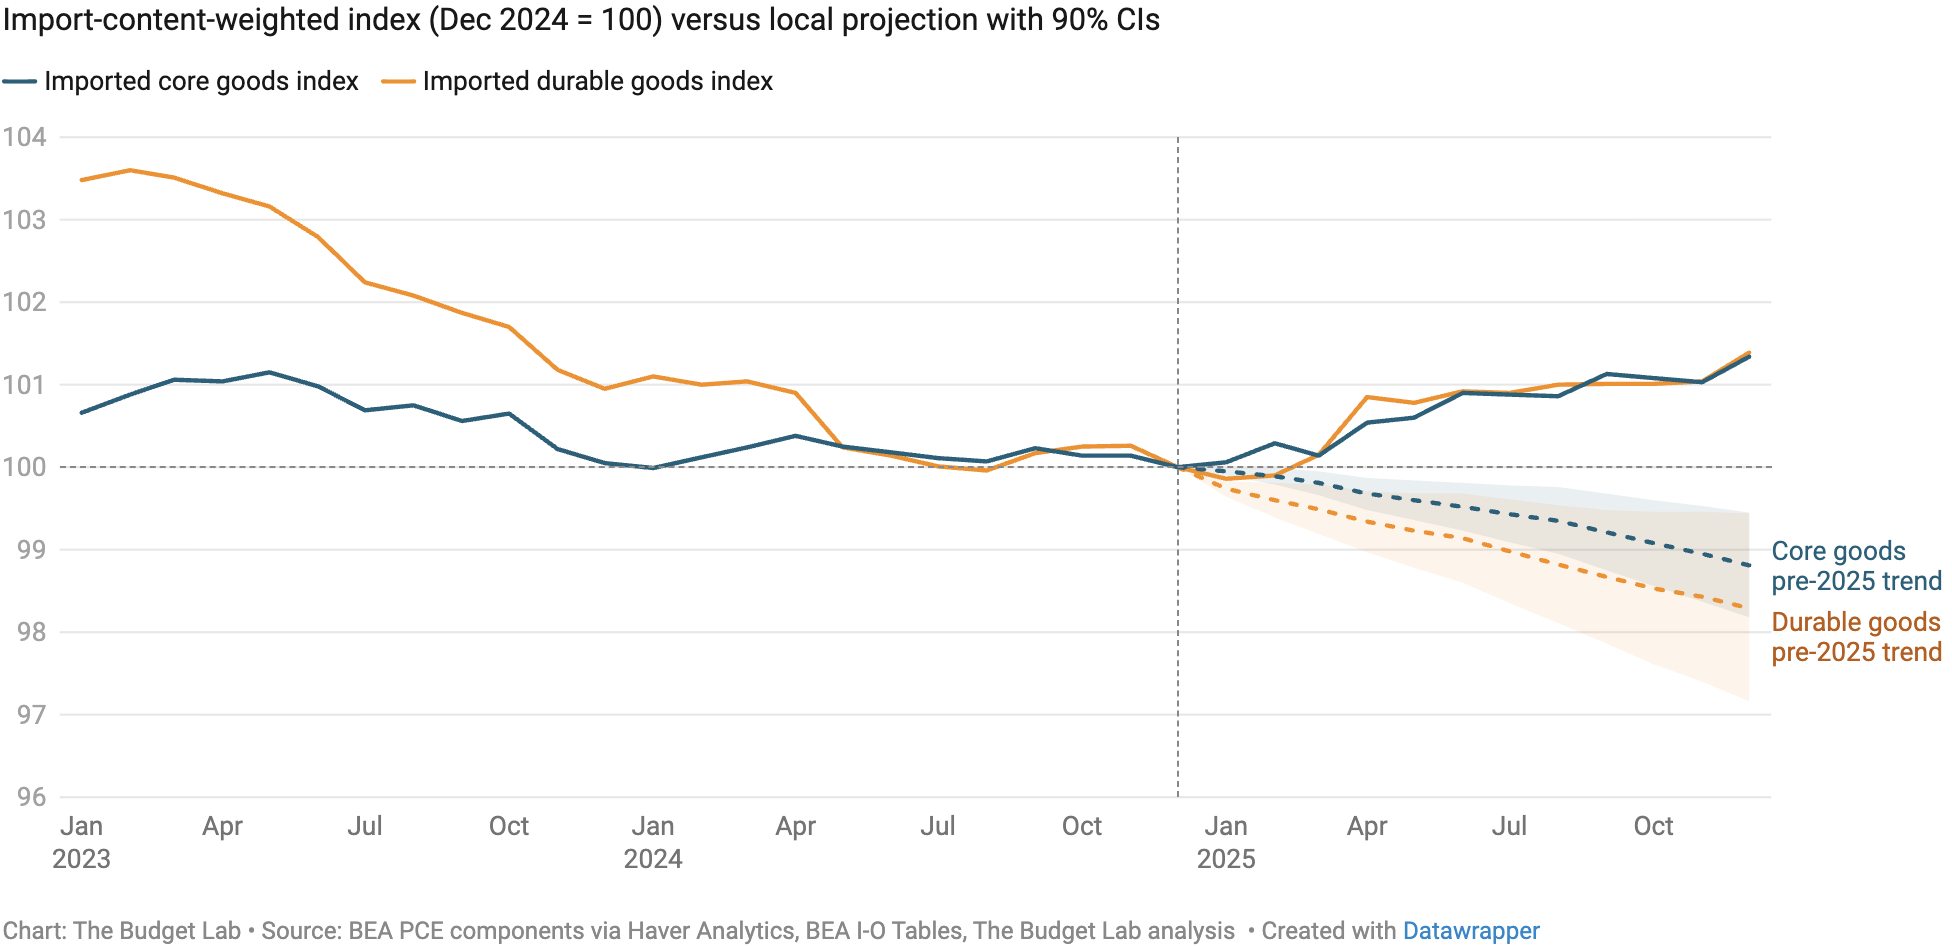 Import-content-weighted index (Dec 2024 = 100) versus local projection with 90% CIs
Imported core goods index Imported durable goods index
104
103
102
101
100
99
98
97
96
Core goods
pre-2025 trend
Durable goods
pre-2025 trend
Jan Apr Jul Oct Jan Apr Jul Oct Jan Apr Jul Oct
2023 2024 2025
Chart: The Budget Lab • Source: BEA PCE components via Haver Analytics, BEA I-O Tables, The Budget Lab analysis • Created with Datawrapper